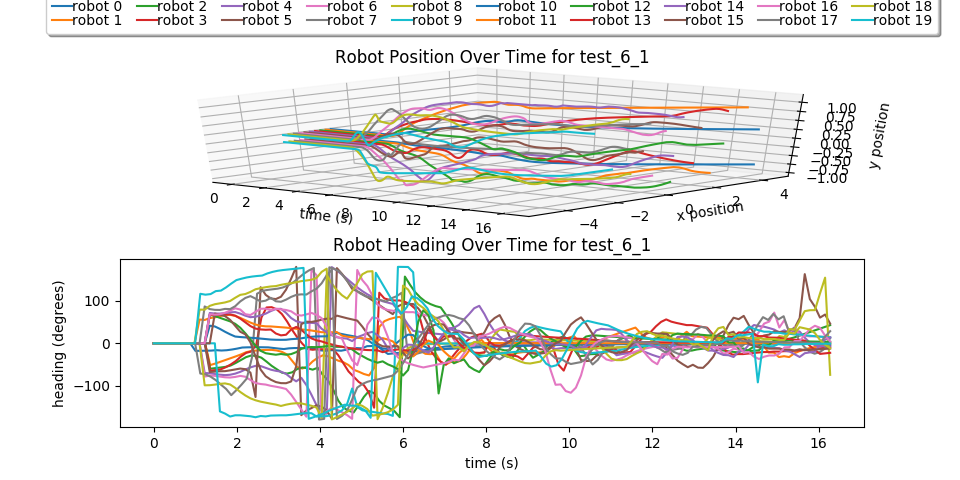 robot 0 robot 2 robot 4 robot 6 robot 8 robot 10 robot 12 robot 14 robot 16 robot 18
robot 1 robot 3 robot 5 robot 7 robot 9 robot 11 robot 13 robot 15 robot 17 robot 19
Robot Position Over Time for test_6_1
1.00
0.75
0.50
0.25
0.00
−0.25
−0.50
−0.75
−1.00
y position
0 2 4 6 8 10 12 14 16
time (s)
−4 −2 0 2 4
x position
Robot Heading Over Time for test_6_1
100
0
−100
heading (degrees)
0 2 4 6 8 10 12 14 16
time (s)